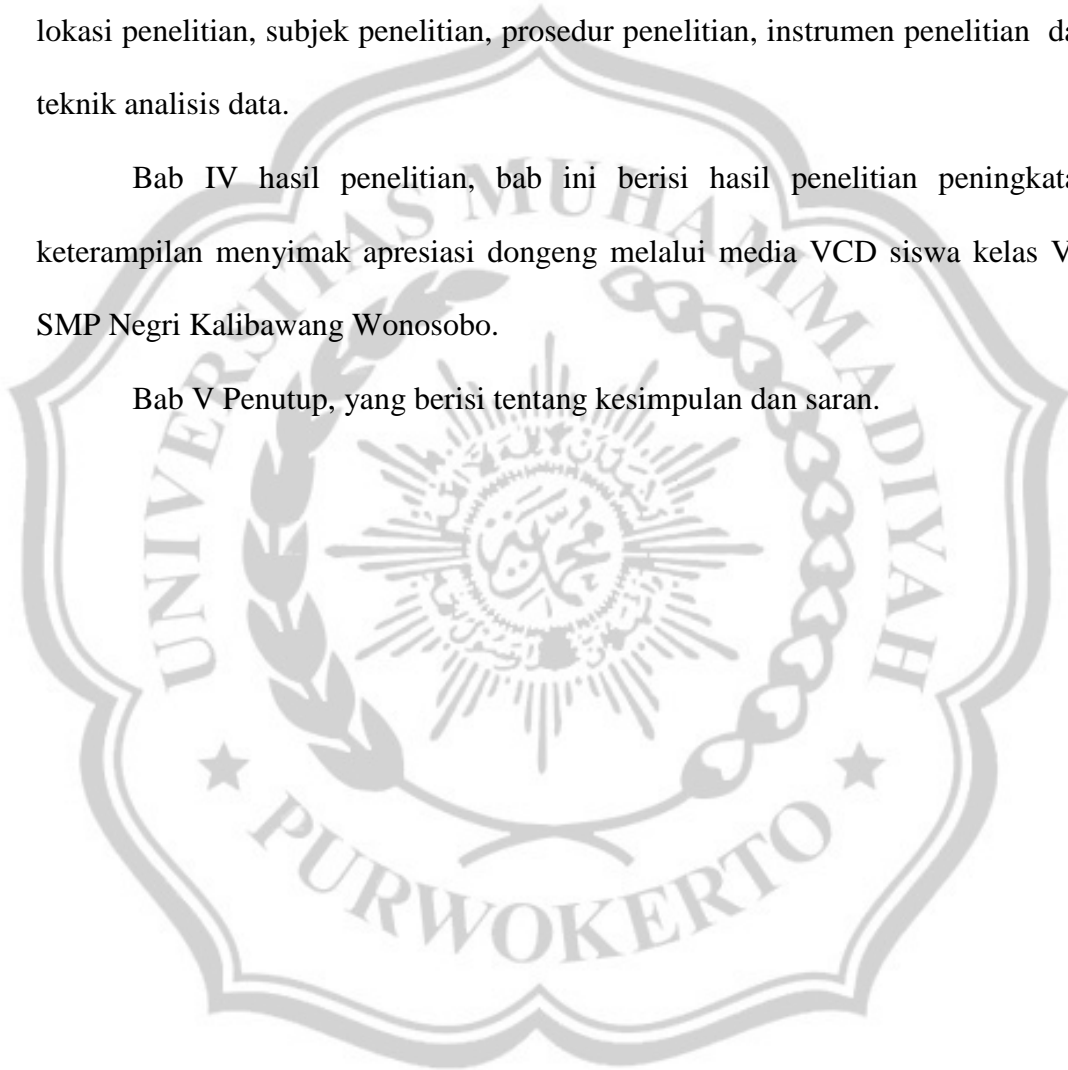 lokasi penelitian, subjek penelitian, prosedur penelitian, instrumen penelitian da
teknik analisis data.
Bab IV hasil penelitian, bab ini berisi hasil penelitian peningkata
keterampilan menyimak apresiasi dongeng melalui media VCD siswa kelas V
SMP Negri Kalibawang Wonosobo.
Bab V Penutup, yang berisi tentang kesimpulan dan saran.
UNIVERSITAS MUHAMMADIYAH
PURWOKERTO